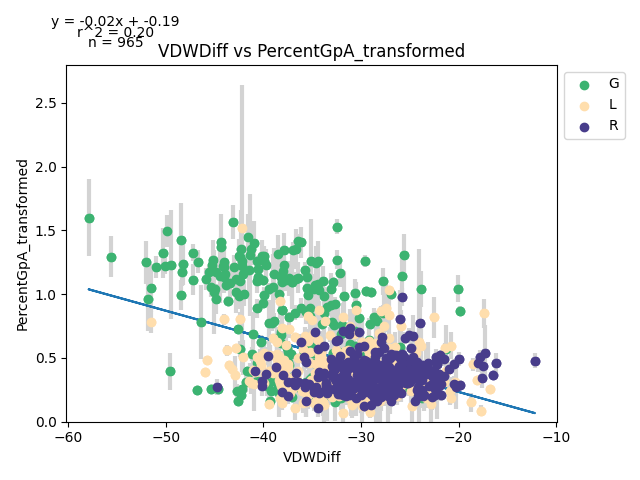 y = -0.02x + -0.19
r^2 = 0.20
n = 965
VDWDiff vs PercentGpA_transformed
G
L
R
PercentGpA_transformed
2.5
2.0
1.5
1.0
0.5
0.0
−60
−50
−40
−30
−20
−10
VDWDiff